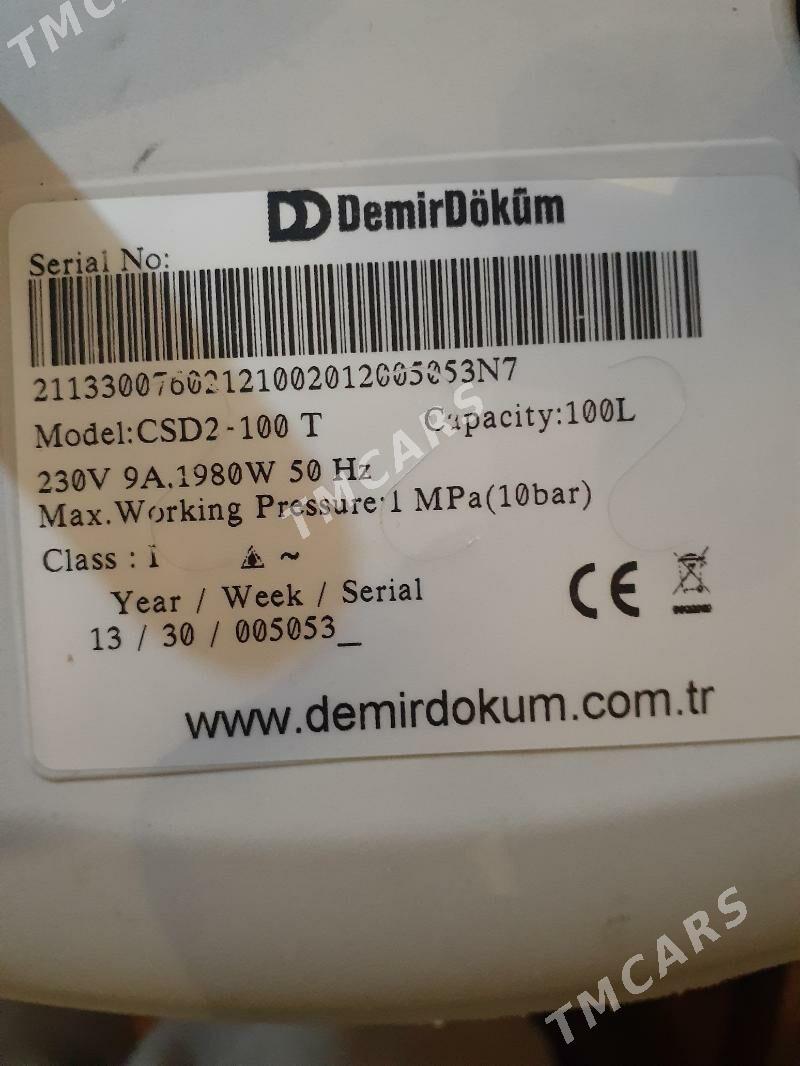 TMCARS
DemirDöküm
Serial No:
21133007602121002012005053N7
Model:CSD2-100 T Capacity:100L
230V 9A.1980W 50 Hz
Max.Working Pressure:1 MPa(10bar)
Class : I ~
Year / Week / Serial
13 / 30 / 005053_
CE
www.demirdokum.com.tr
TMCARS
TMCARS